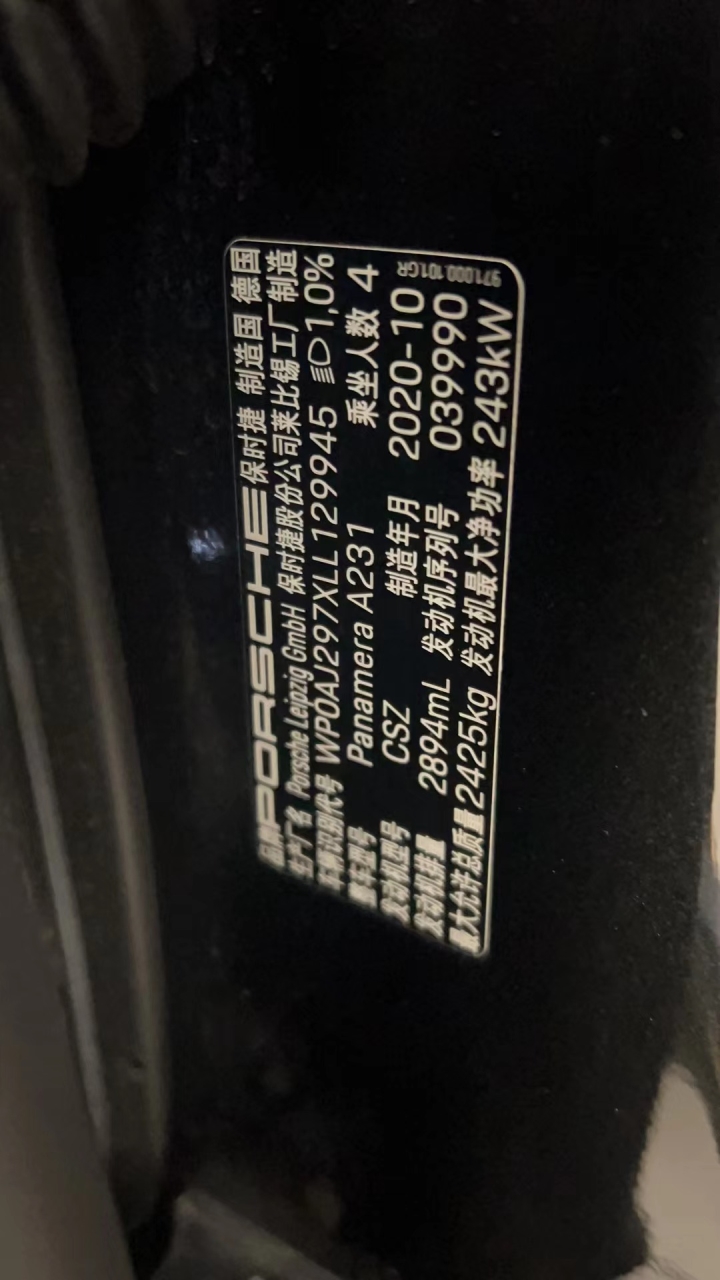 品牌 PORSCHE 保时捷 制造国 德国
生产厂名 Porsche Leipzig GmbH 保时捷股份公司莱比锡工厂制造
车辆识别代号 WP0AJ297XLL129945 1,0%
整车型号 Panamera A231 乘坐人数 4
发动机型号 CSZ 制造年月 2020-10
发动机排量 2894mL 发动机序列号 039990
最大允许总质量 2425kg 发动机最大净功率 243kW
971.000.101GR